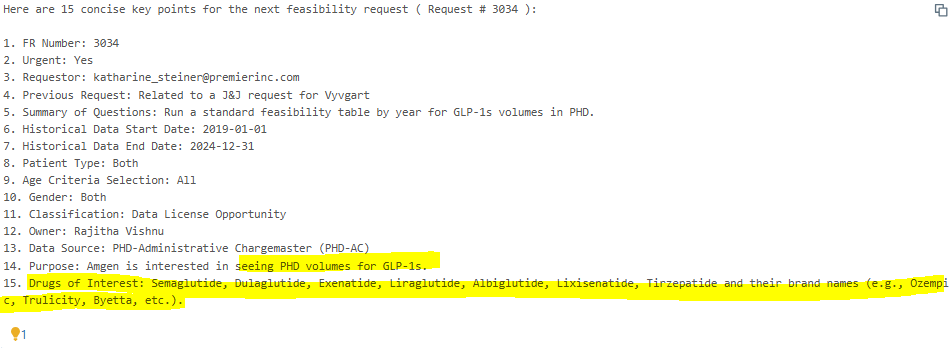 Here are 15 concise key points for the next feasibility request ( Request # 3034 ):
1. FR Number: 3034
2. Urgent: Yes
3. Requestor: katharine_steiner@premierinc.com
4. Previous Request: Related to a J&J request for Vyvgart
5. Summary of Questions: Run a standard feasibility table by year for GLP-1s volumes in PHD.
6. Historical Data Start Date: 2019-01-01
7. Historical Data End Date: 2024-12-31
8. Patient Type: Both
9. Age Criteria Selection: All
10. Gender: Both
11. Classification: Data License Opportunity
12. Owner: Rajitha Vishnu
13. Data Source: PHD-Administrative Chargemaster (PHD-AC)
14. Purpose: Amgen is interested in seeing PHD volumes for GLP-1s.
15. Drugs of Interest: Semaglutide, Dulaglutide, Exenatide, Liraglutide, Albiglutide, Lixisenatide, Tirzepatide and their brand names (e.g., Ozempi
c, Trulicity, Byetta, etc.).
1